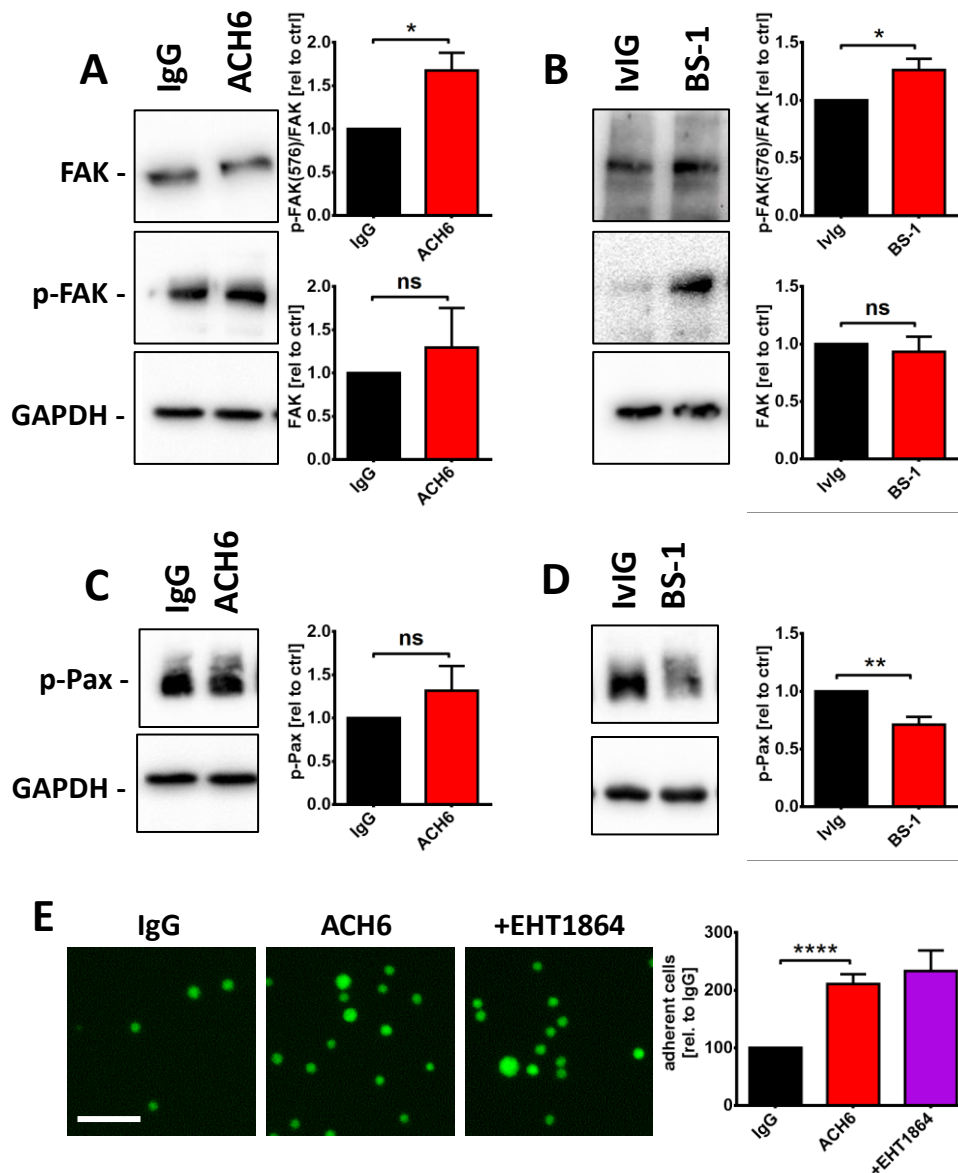 A
IgG
ACH6
FAK -
p-FAK -
GAPDH -
p-FAK(576)/FAK [rel to ctrl]
2.0
1.5
1.0
0.5
0.0
*
IgG
ACH6
FAK [rel to ctrl]
2.0
1.5
1.0
0.5
0.0
ns
IgG
ACH6
B
IvIG
BS-1
p-FAK(576)/FAK [rel to ctrl]
2.0
1.5
1.0
0.5
0.0
*
IvIg
BS-1
FAK [rel to ctrl]
1.5
1.0
0.5
0.0
ns
IvIg
BS-1
C
IgG
ACH6
p-Pax -
GAPDH -
p-Pax [rel to ctrl]
2.0
1.5
1.0
0.5
0.0
ns
IgG
ACH6
D
IvIG
BS-1
p-Pax [rel to ctrl]
1.5
1.0
0.5
0.0
**
IvIg
BS-1
E
IgG
ACH6
+EHT1864
adherent cells
[rel. to IgG]
300
200
100
0
****
IgG
ACH6
+EHT1864